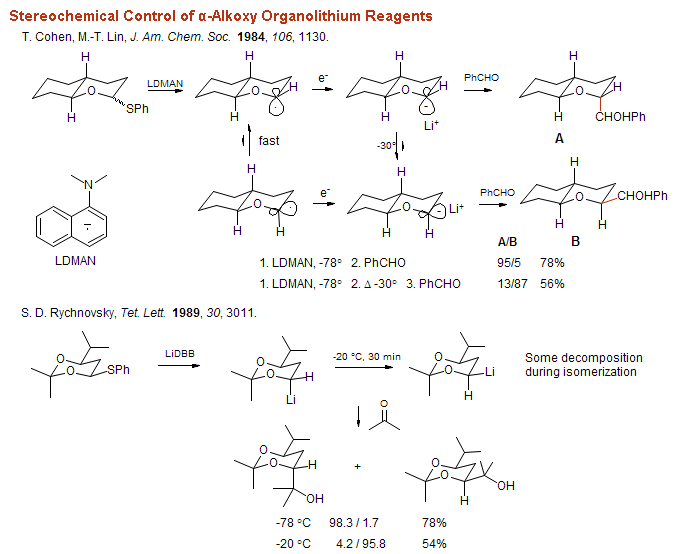 Stereochemical Control of α-Alkoxy Organolithium Reagents
T. Cohen, M.-T. Lin, J. Am. Chem. Soc. 1984, 106, 1130.
H
H
H
H
H
O
SPh
LDMAN
O
H
e-
O
H
Li+
PhCHO
O
H
CHOHPh
H
H
H
H
A
fast
-30°
H
H
H
N
O
H
H
e-
O
H
H
Li+
PhCHO
O
H
H
CHOHPh
LDMAN
A/B
B
1. LDMAN, -78° 2. PhCHO 95/5 78%
1. LDMAN, -78° 2. Δ -30° 3. PhCHO 13/87 56%
S. D. Rychnovsky, Tet. Lett. 1989, 30, 3011.
O
O
SPh
LiDBB
O
O
H
Li
-20 °C, 30 min
O
O
Li
H
Some decomposition
during isomerization
O
O
O
H
OH
+
O
O
H
OH
-78 °C 98.3 / 1.7 78%
-20 °C 4.2 / 95.8 54%